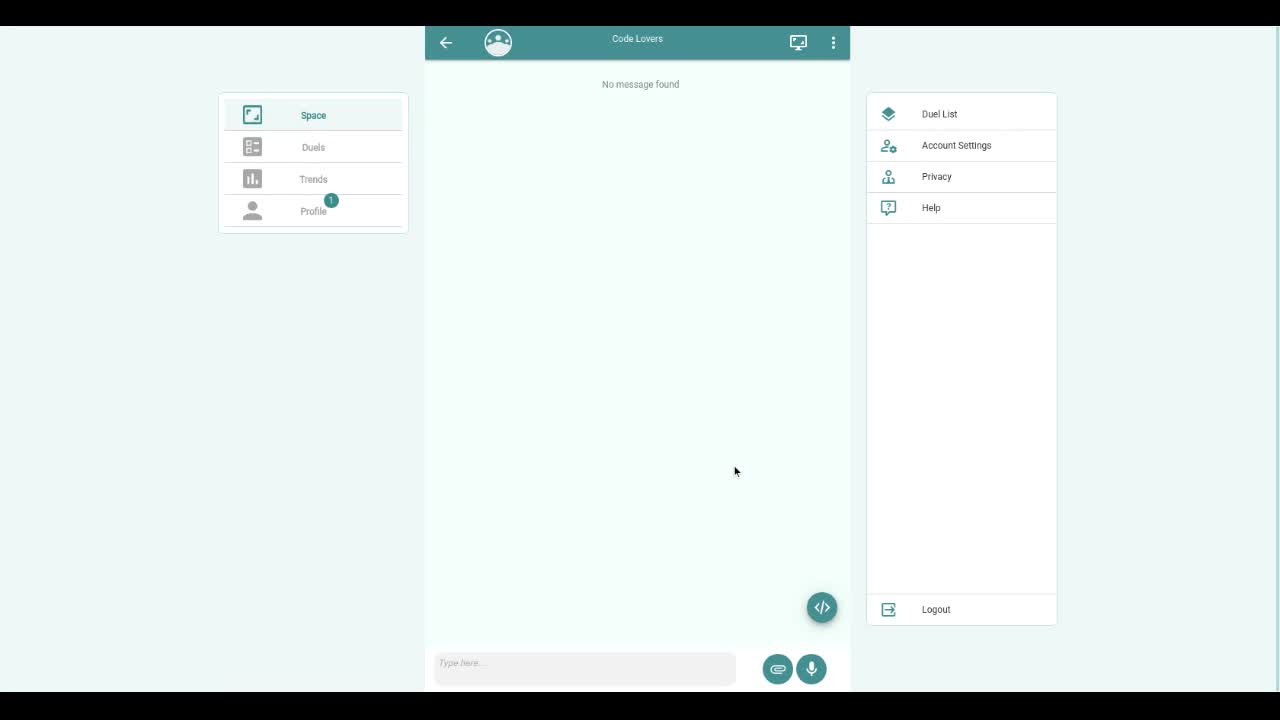 Code Lovers
No message found
Space
Duels
Trends
1
Profile
Duel List
Account Settings
Privacy
Help
Logout
Type here...